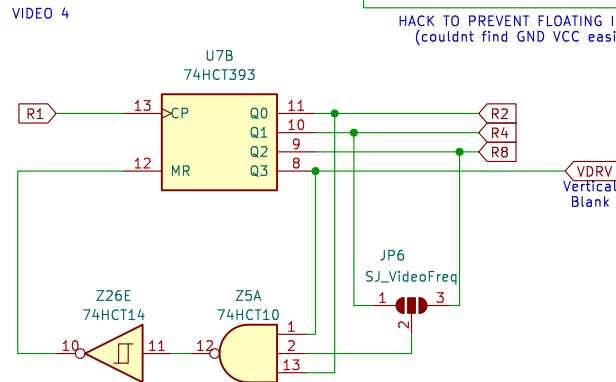 VIDEO 4
HACK TO PREVENT FLOATING
(couldnt find GND VCC
U7B
74HCT393
R1
13
CP
12
MR
Q0
11
R2
Q1
10
R4
Q2
9
R8
Q3
8
VDRV
Vertical
Blank
JP6
SJ_VideoFreq
1
3
2
Z26E
74HCT14
10
11
Z5A
74HCT10
12
1
2
13